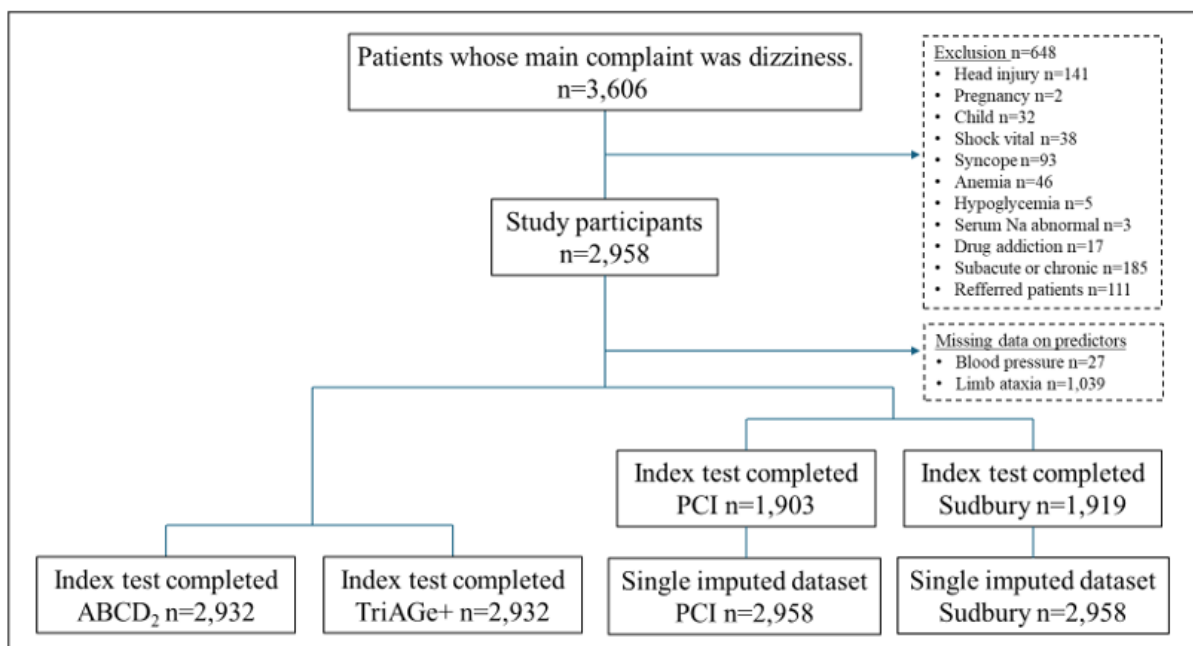 Patients whose main complaint was dizziness.
n=3,606
Exclusion n=648
• Head injury n=141
• Pregnancy n=2
• Child n=32
• Shock vital n=38
• Syncope n=93
• Anemia n=46
• Hypoglycemia n=5
• Serum Na abnormal n=3
• Drug addiction n=17
• Subacute or chronic n=185
• Reffered patients n=111
Study participants
n=2,958
Missing data on predictors
• Blood pressure n=27
• Limb ataxia n=1,039
Index test completed
PCI n=1,903
Index test completed
Sudbury n=1,919
Index test completed
ABCD₂ n=2,932
Index test completed
TriAGe+ n=2,932
Single imputed dataset
PCI n=2,958
Single imputed dataset
Sudbury n=2,958